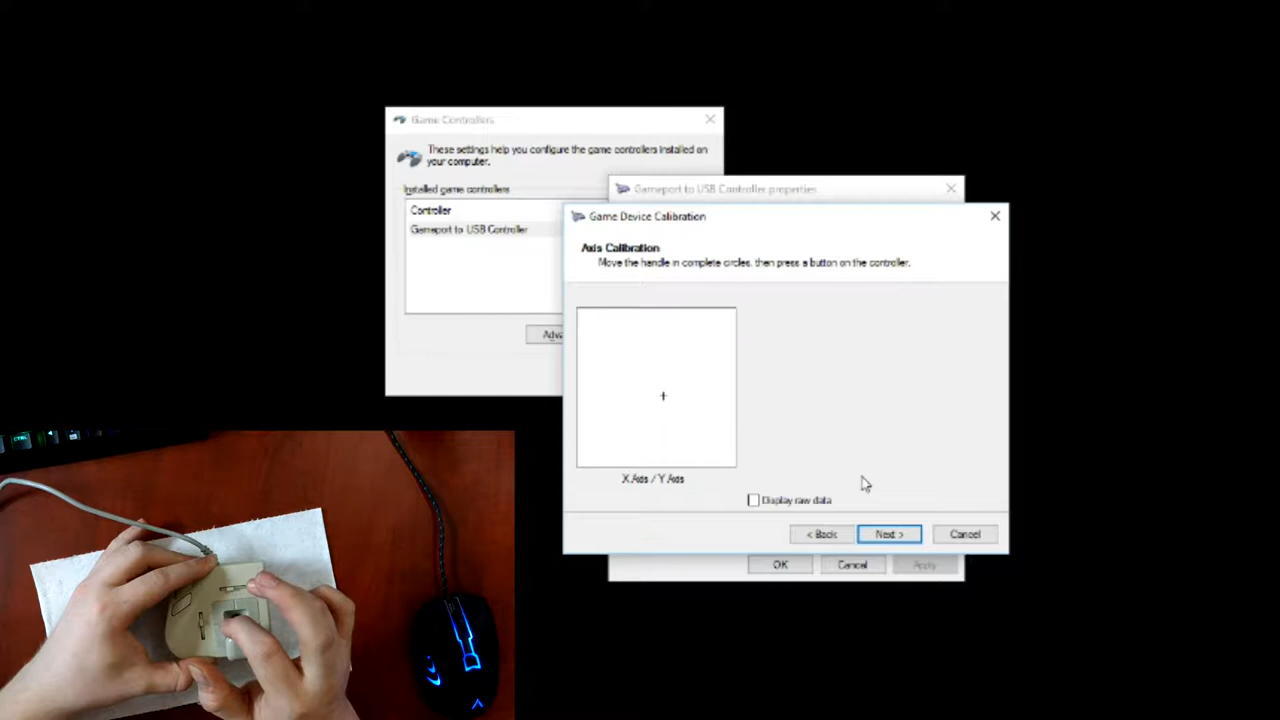 Game Controllers
These settings help you configure the game controllers installed on
your computer.
Installed game controllers
Controller
Gameport to USB Controller
Gameport to USB Controller properties
Game Device Calibration
Axis Calibration
Move the handle in complete circles, then press a button on the controller.
X Axis / Y Axis
Display raw data
< Back
Next >
Cancel
OK
Cancel
Apply
CTRL